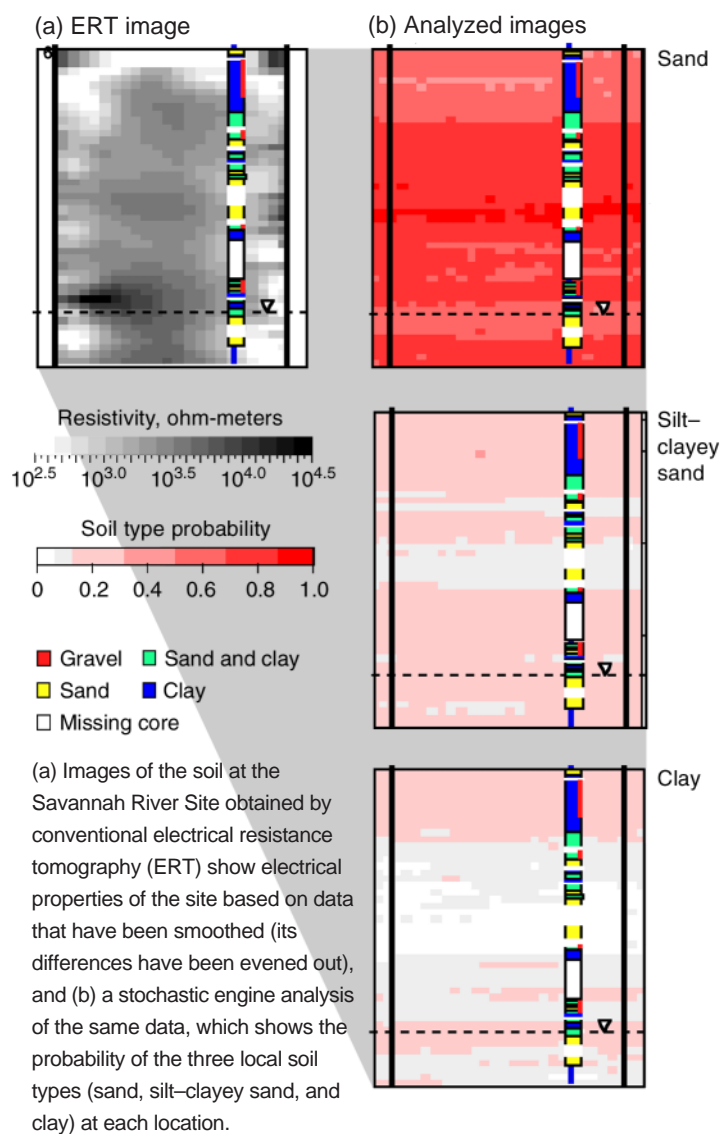 (a) ERT image
(b) Analyzed images
Sand
Silt–
clayey
sand
Clay
Resistivity, ohm-meters
10^2.5 10^3.0 10^3.5 10^4.0 10^4.5
Soil type probability
0 0.2 0.4 0.6 0.8 1.0
Gravel Sand and clay
Sand Clay
Missing core
(a) Images of the soil at the
Savannah River Site obtained by
conventional electrical resistance
tomography (ERT) show electrical
properties of the site based on data
that have been smoothed (its
differences have been evened out),
and (b) a stochastic engine analysis
of the same data, which shows the
probability of the three local soil
types (sand, silt–clayey sand, and
clay) at each location.